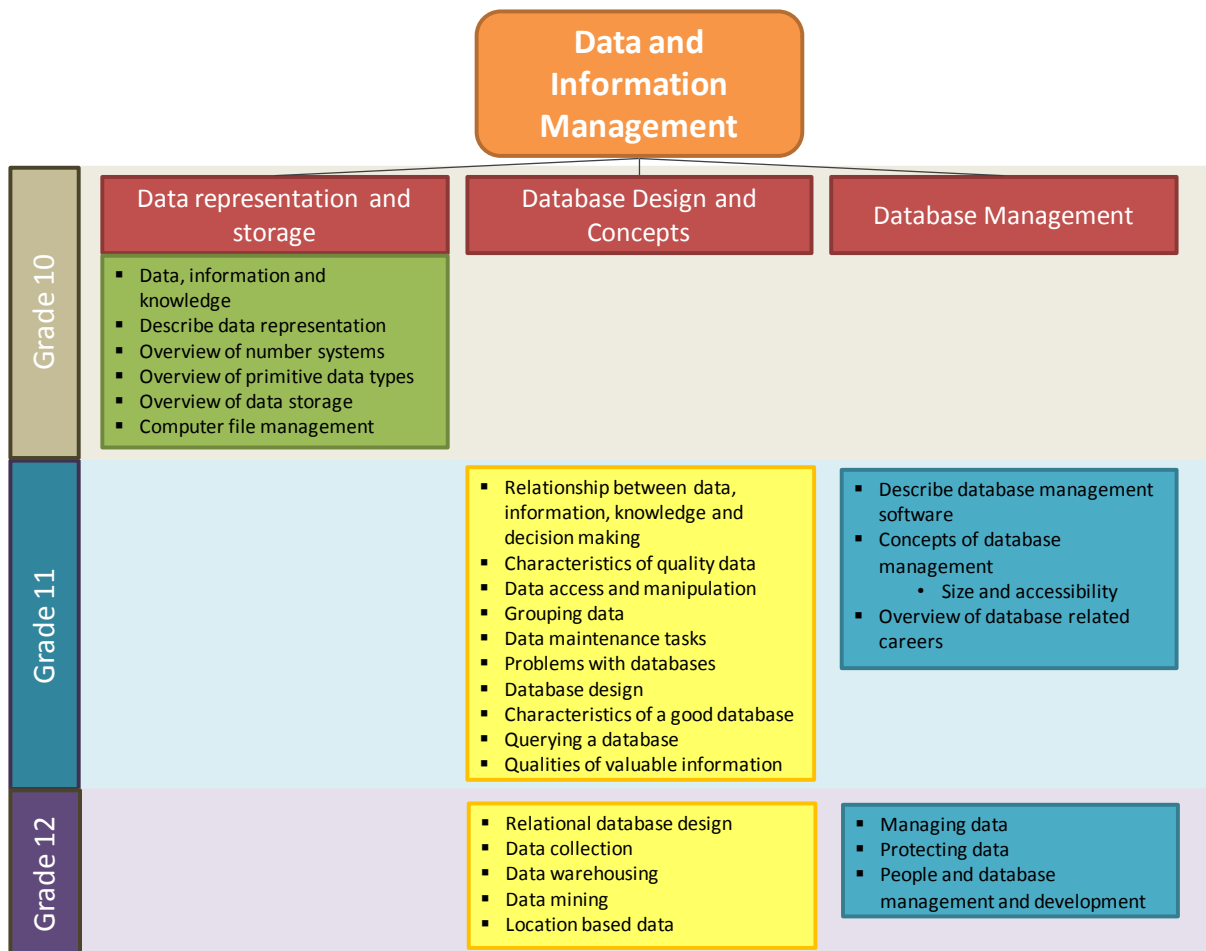 Data and
Information
Management
Data representation and
storage
Database Design and
Concepts
Database Management
Grade 10
▪ Data, information and
knowledge
▪ Describe data representation
▪ Overview of number systems
▪ Overview of primitive data types
▪ Overview of data storage
▪ Computer file management
Grade 11
▪ Relationship between data,
information, knowledge and
decision making
▪ Characteristics of quality data
▪ Data access and manipulation
▪ Grouping data
▪ Data maintenance tasks
▪ Problems with databases
▪ Database design
▪ Characteristics of a good database
▪ Querying a database
▪ Qualities of valuable information
▪ Describe database management
software
▪ Concepts of database
management
• Size and accessibility
▪ Overview of database related
careers
Grade 12
▪ Relational database design
▪ Data collection
▪ Data warehousing
▪ Data mining
▪ Location based data
▪ Managing data
▪ Protecting data
▪ People and database
management and development